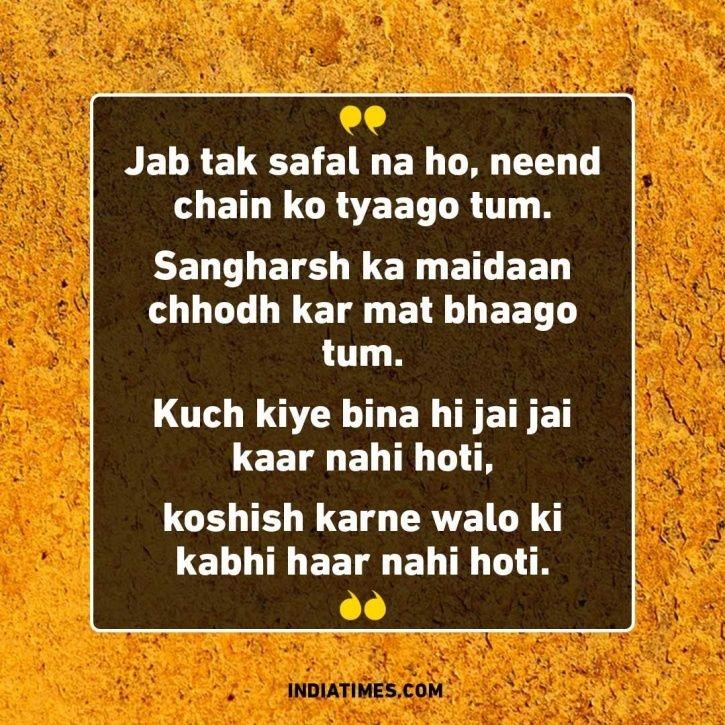 Jab tak safal na ho, neend
chain ko tyaago tum.
Sangharsh ka maidaan
chhodh kar mat bhaago
tum.
Kuch kiye bina hi jai jai
kaar nahi hoti,
koshish karne walo ki
kabhi haar nahi hoti.
INDIATIMES.COM